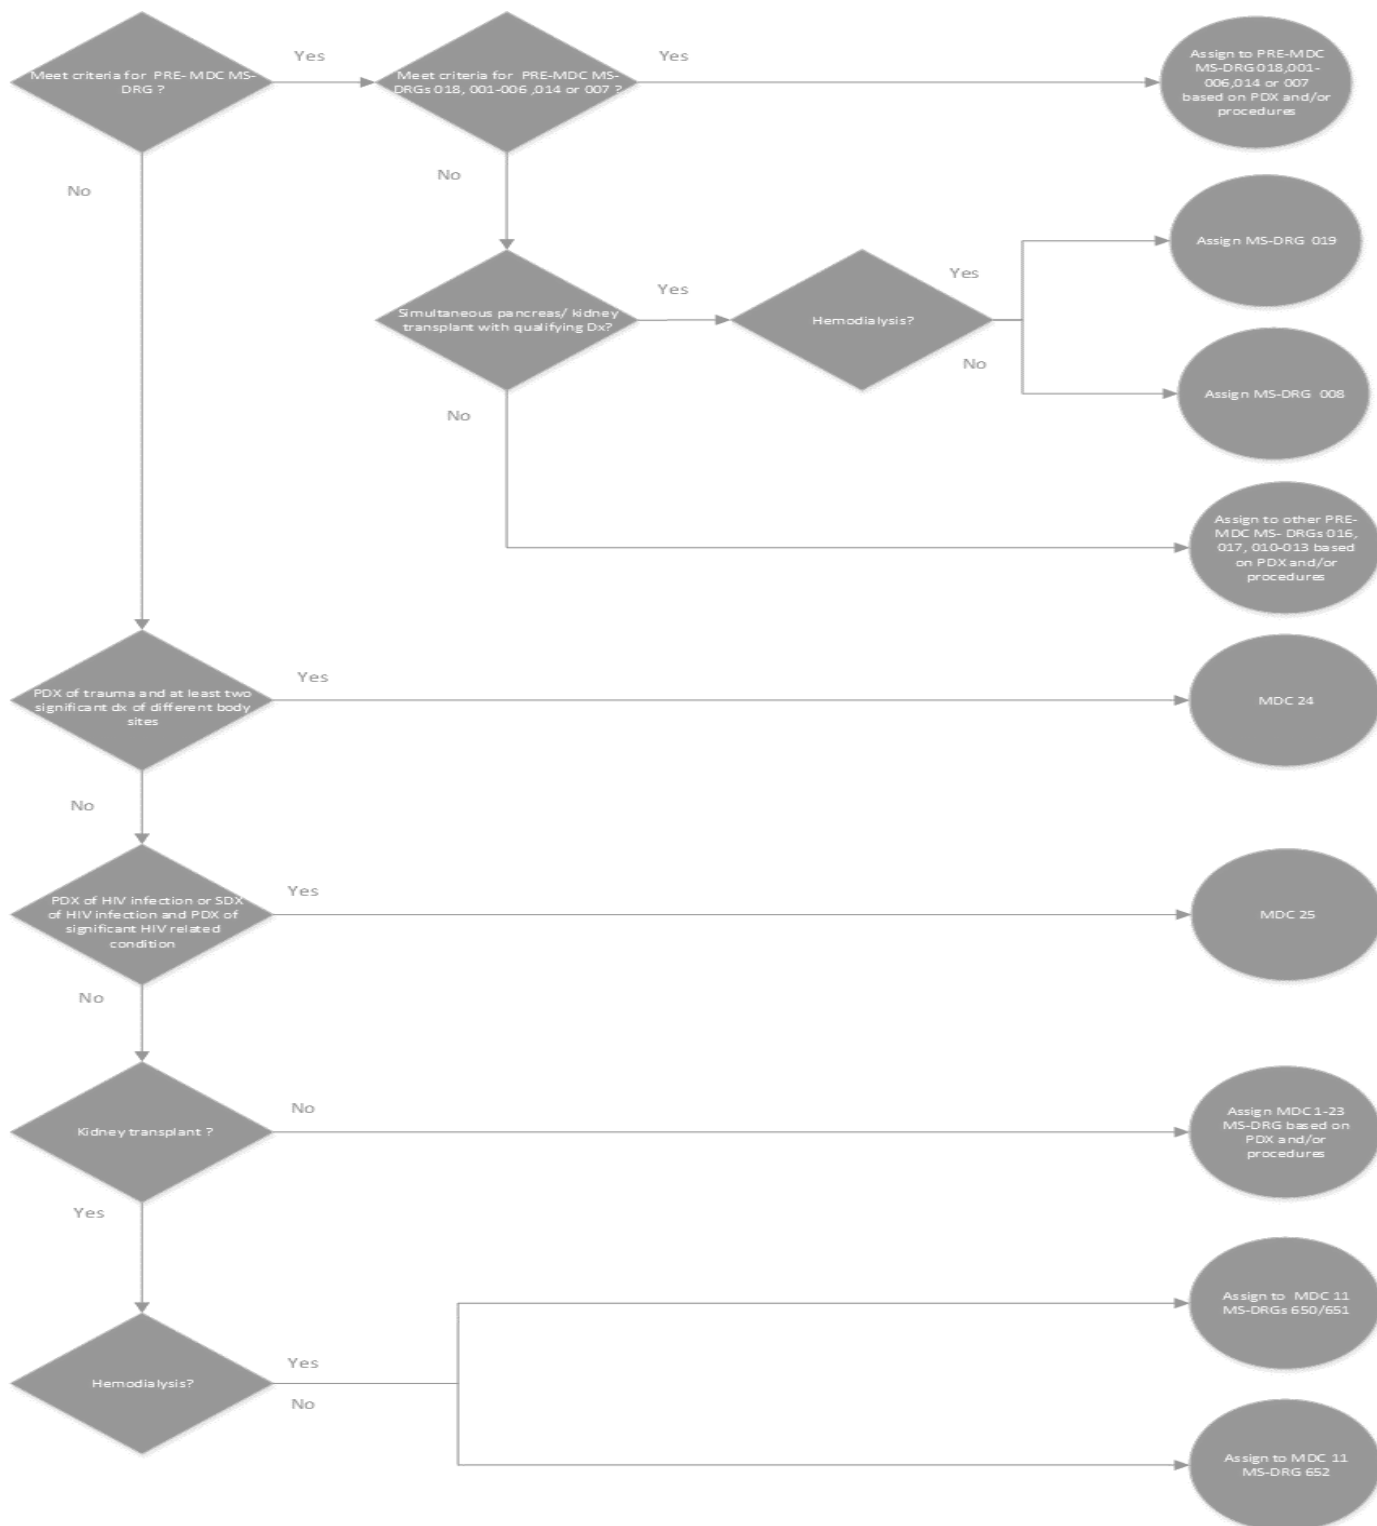 Meet criteria for PRE-MDC MS-
DRG ?
Yes
Meet criteria for PRE-MDC MS-
DRGs 018, 001-006 ,014 or 007 ?
Yes
Assign to PRE-MDC
MS-DRG 018,001-
006,014 or 007
based on PDX and/or
procedures
No
No
Simultaneous pancreas/ kidney
transplant with qualifying Dx?
Yes
Hemodialysis?
Yes
Assign MS-DRG 019
No
Assign MS-DRG 008
No
Assign to other PRE-
MDC MS- DRGs 016,
017, 010-013 based
on PDX and/or
procedures
PDX of trauma and at least two
significant dx of different body
sites
Yes
MDC 24
No
PDX of HIV infection or SDX
of HIV infection and PDX of
significant HIV related
condition
Yes
MDC 25
No
Kidney transplant ?
No
Assign MDC 1-23
MS-DRG based on
PDX and/or
procedures
Yes
Hemodialysis?
Yes
Assign to MDC 11
MS-DRGs 650/651
No
Assign to MDC 11
MS-DRG 652